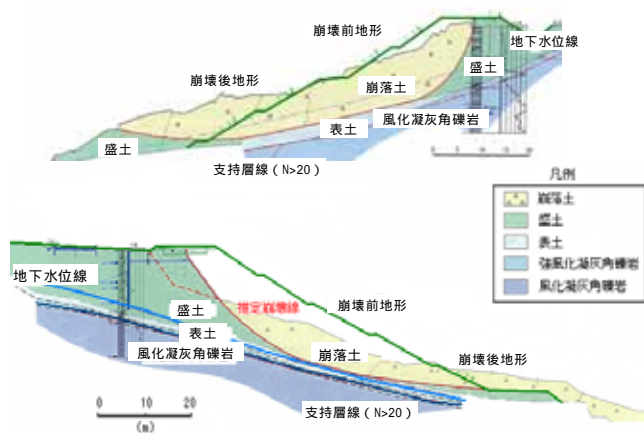 崩壊前地形
地下水位線
崩壊後地形
盛土
崩落土
表土
風化凝灰角礫岩
盛土
支持層線（N>20）
凡例
崩落土
盛土
表土
強風化凝灰角礫岩
風化凝灰角礫岩
地下水位線
盛土
推定崩壊線
崩壊前地形
表土
風化凝灰角礫岩
崩落土
崩壊後地形
0 10 20
(m)
支持層線（N>20）